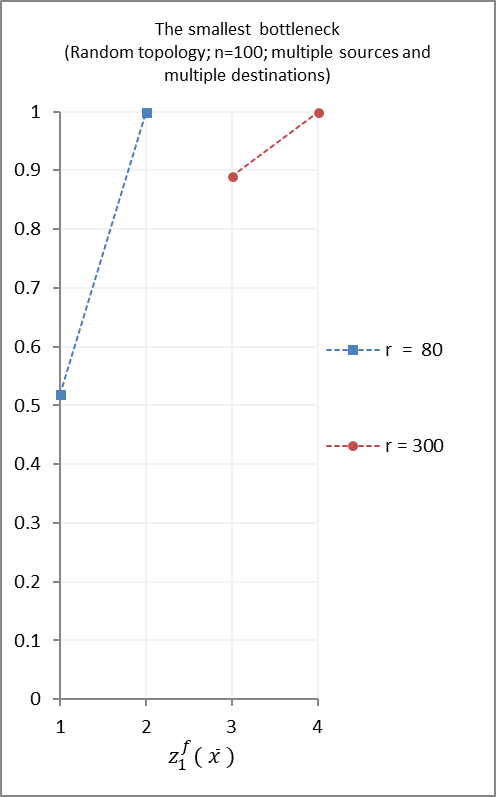 The smallest bottleneck
(Random topology; n=100; multiple sources and
multiple destinations)
1
0.9
0.8
0.7
0.6
0.5
0.4
0.3
0.2
0.1
0
1 2 3 4
z₁ᶠ ( x̄ )
r = 80
r = 300